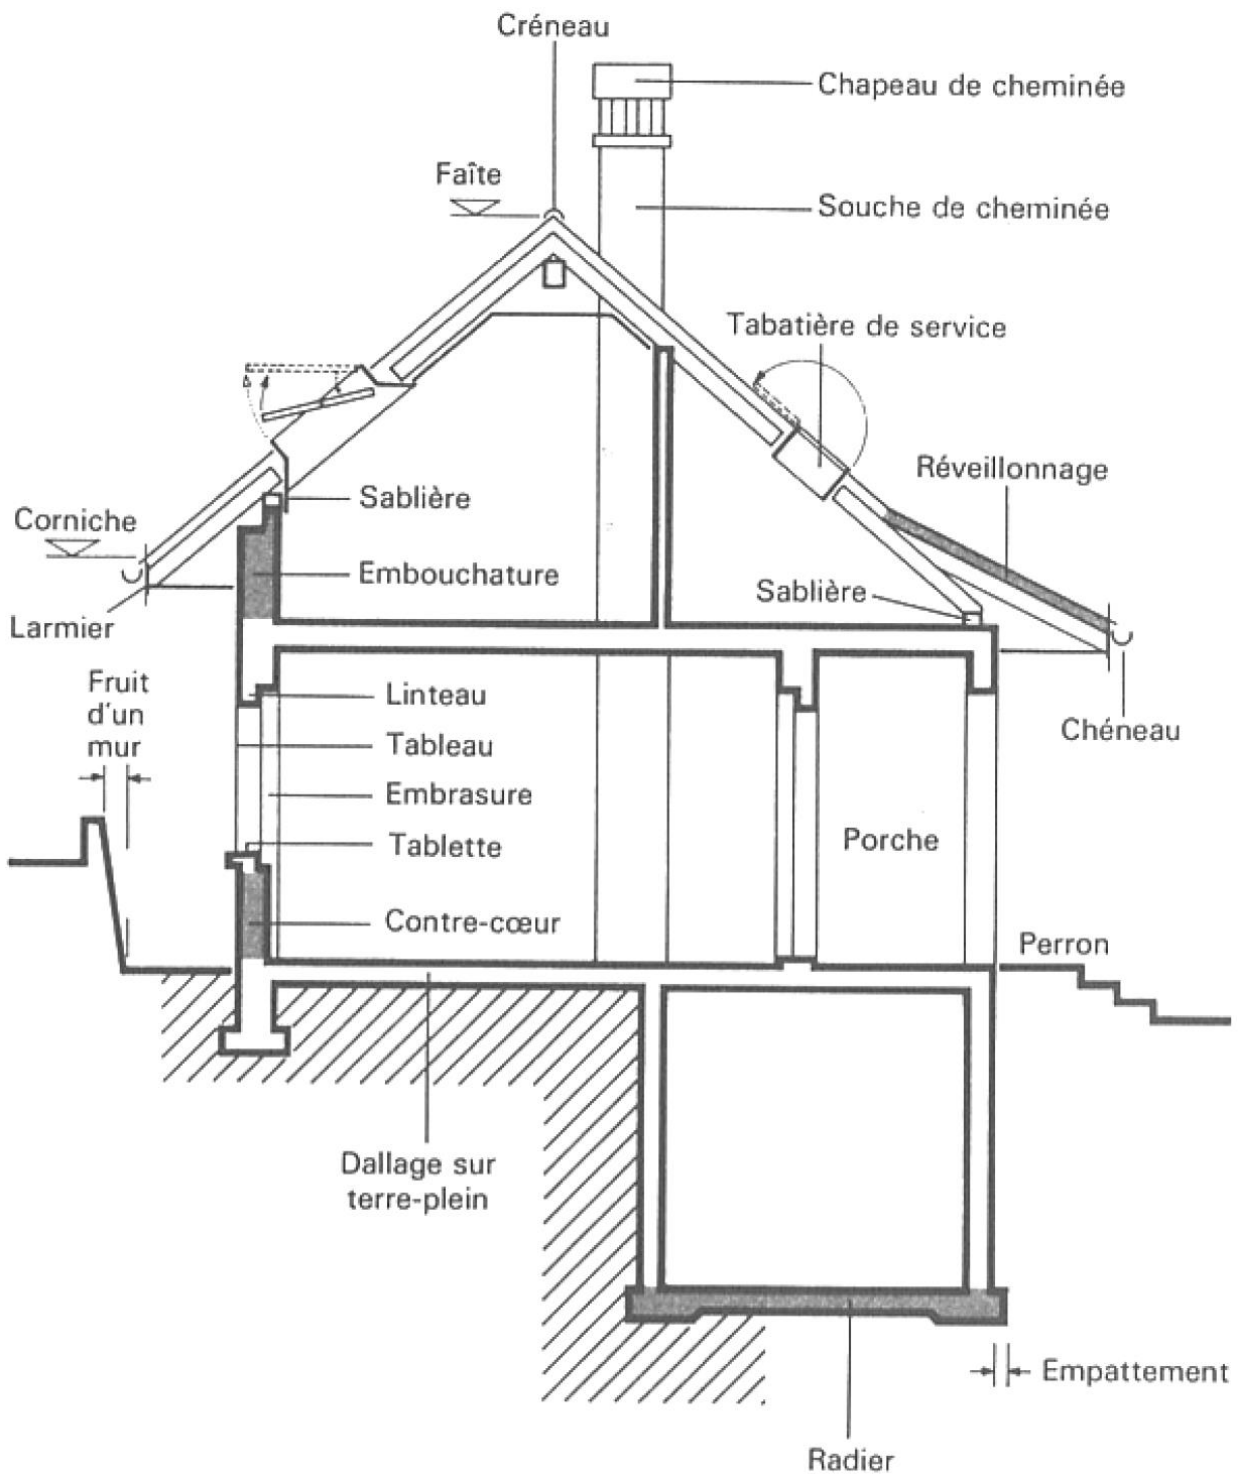 Créneau
Chapeau de cheminée
Faîte
Souche de cheminée
Tabatière de service
Réveillonnage
Sablière
Corniche
Embouchature
Sablière
Larmier
Fruit
d'un
mur
Linteau
Chéneau
Tableau
Embrasure
Porche
Tablette
Contre-cœur
Perron
Dallage sur
terre-plein
Empattement
Radier